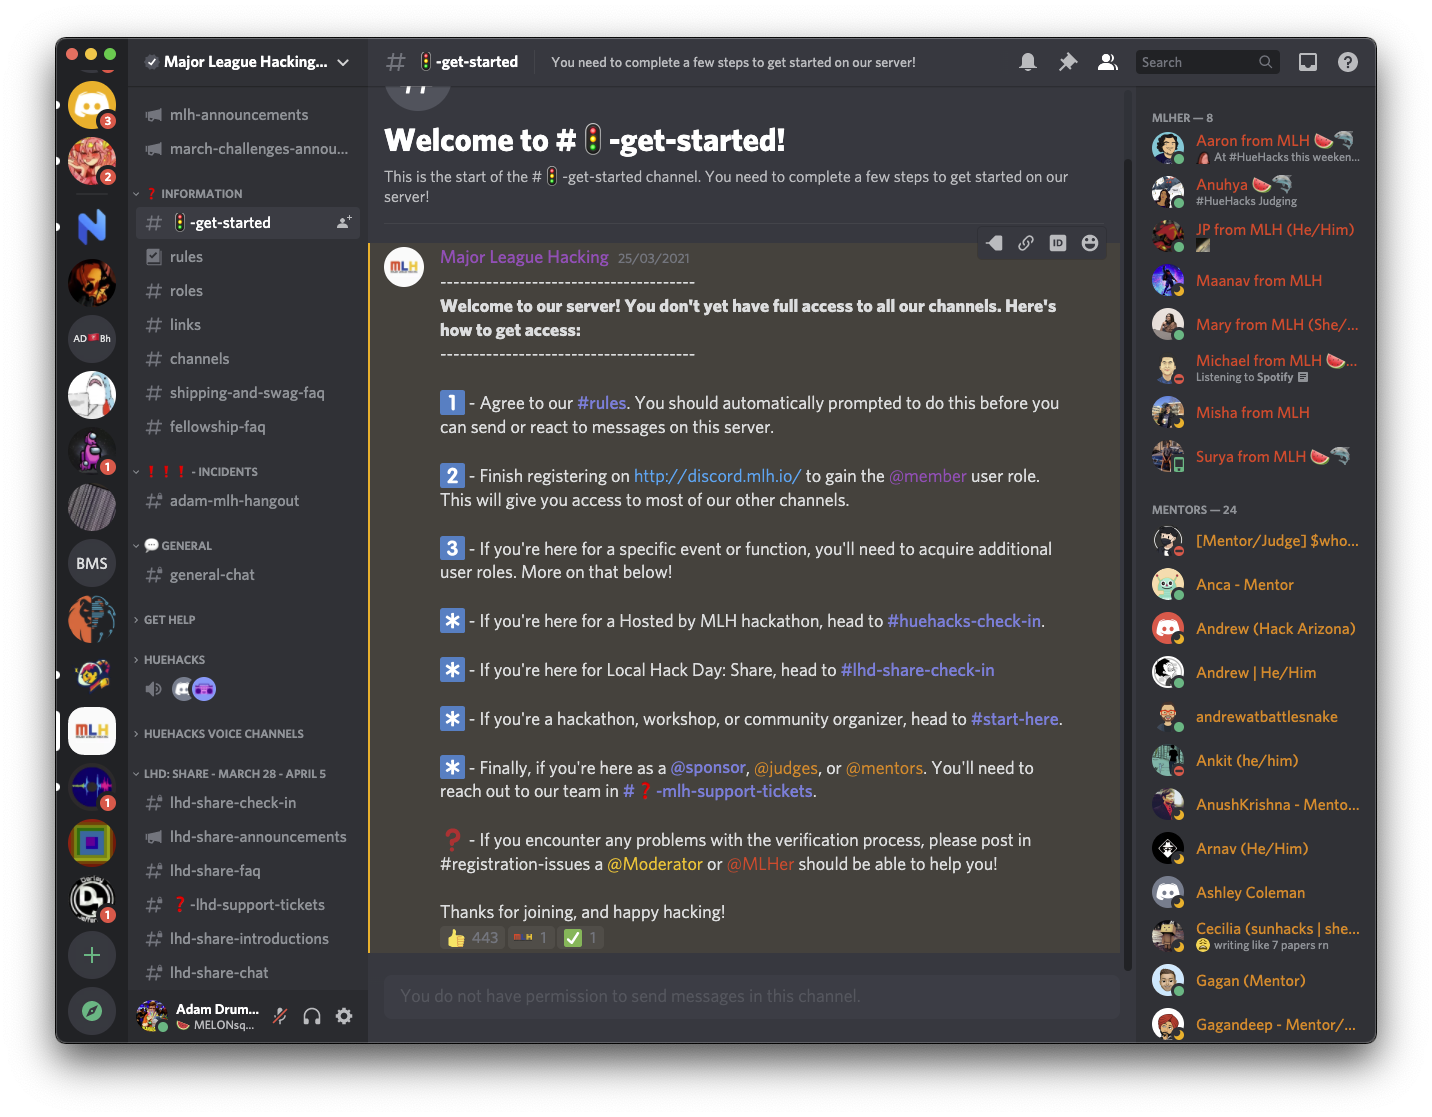 3
2
AD Bh
1
BMS
MLH
1
1
Major League Hacking...
mlh-announcements
march-challenges-annou...
❓ INFORMATION
🚦-get-started
rules
roles
links
channels
shipping-and-swag-faq
fellowship-faq
❗❗❗ - INCIDENTS
adam-mlh-hangout
💬 GENERAL
general-chat
GET HELP
HUEHACKS
HUEHACKS VOICE CHANNELS
LHD: SHARE - MARCH 28 - APRIL 5
lhd-share-check-in
lhd-share-announcements
lhd-share-faq
❓-lhd-support-tickets
lhd-share-introductions
lhd-share-chat
Adam Drum...
🍉 MELONsq...
# 🚦-get-started
You need to complete a few steps to get started on our server!
Search
Welcome to #🚦-get-started!
This is the start of the #🚦-get-started channel. You need to complete a few steps to get started on our
server!
ID
MLH
Major League Hacking 25/03/2021
---------------------------------------
Welcome to our server! You don't yet have full access to all our channels. Here's
how to get access:
---------------------------------------
1 - Agree to our #rules. You should automatically prompted to do this before you
can send or react to messages on this server.
2 - Finish registering on http://discord.mlh.io/ to gain the @member user role.
This will give you access to most of our other channels.
3 - If you're here for a specific event or function, you'll need to acquire additional
user roles. More on that below!
* - If you're here for a Hosted by MLH hackathon, head to #huehacks-check-in.
* - If you're here for Local Hack Day: Share, head to #lhd-share-check-in
* - If you're a hackathon, workshop, or community organizer, head to #start-here.
* - Finally, if you're here as a @sponsor, @judges, or @mentors. You'll need to
reach out to our team in #❓-mlh-support-tickets.
❓ - If you encounter any problems with the verification process, please post in
#registration-issues a @Moderator or @MLHer should be able to help you!
Thanks for joining, and happy hacking!
👍 443 MLH 1 ✅ 1
You do not have permission to send messages in this channel.
MLHER — 8
Aaron from MLH 🍉🐬
At #HueHacks this weeken...
Anuhya 🍉🐬
#HueHacks Judging
JP from MLH (He/Him)
Maanav from MLH
Mary from MLH (She/...
Michael from MLH 🍉...
Listening to Spotify
Misha from MLH
Surya from MLH 🍉🐬
MENTORS — 24
[Mentor/Judge] $who...
Anca - Mentor
Andrew (Hack Arizona)
Andrew | He/Him
andrewatbattlesnake
Ankit (he/him)
AnushKrishna - Mento...
Arnav (He/Him)
Ashley Coleman
Cecilia (sunhacks | she...
😩 writing like 7 papers rn
Gagan (Mentor)
Gagandeep - Mentor/...